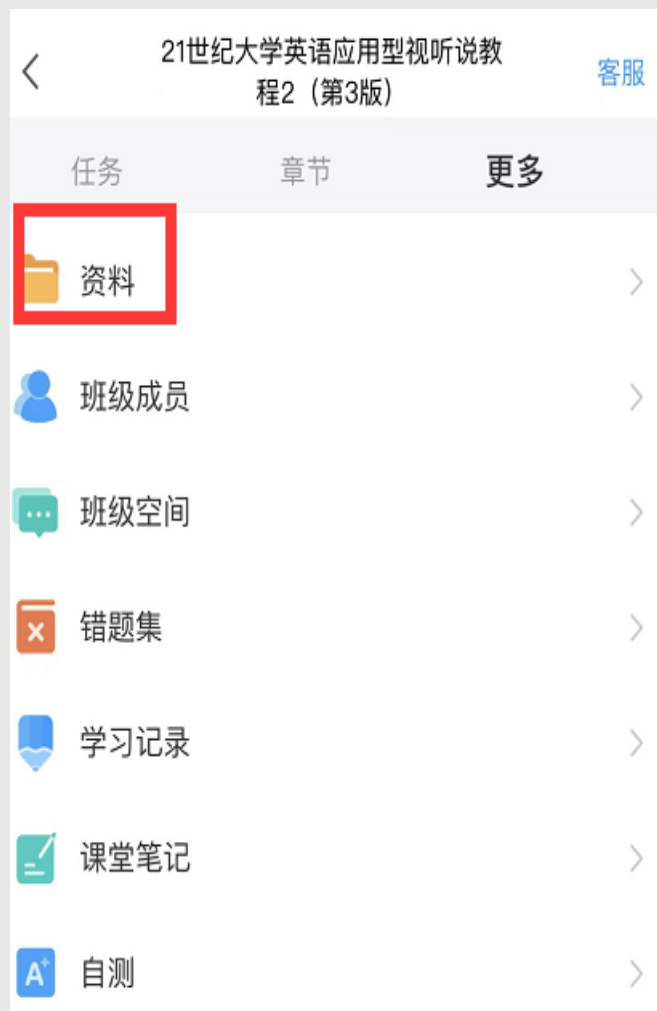 21世纪大学英语应用型视听说教
程2（第3版）
客服
任务 章节 更多
资料
班级成员
班级空间
错题集
学习记录
课堂笔记
A+ 自测